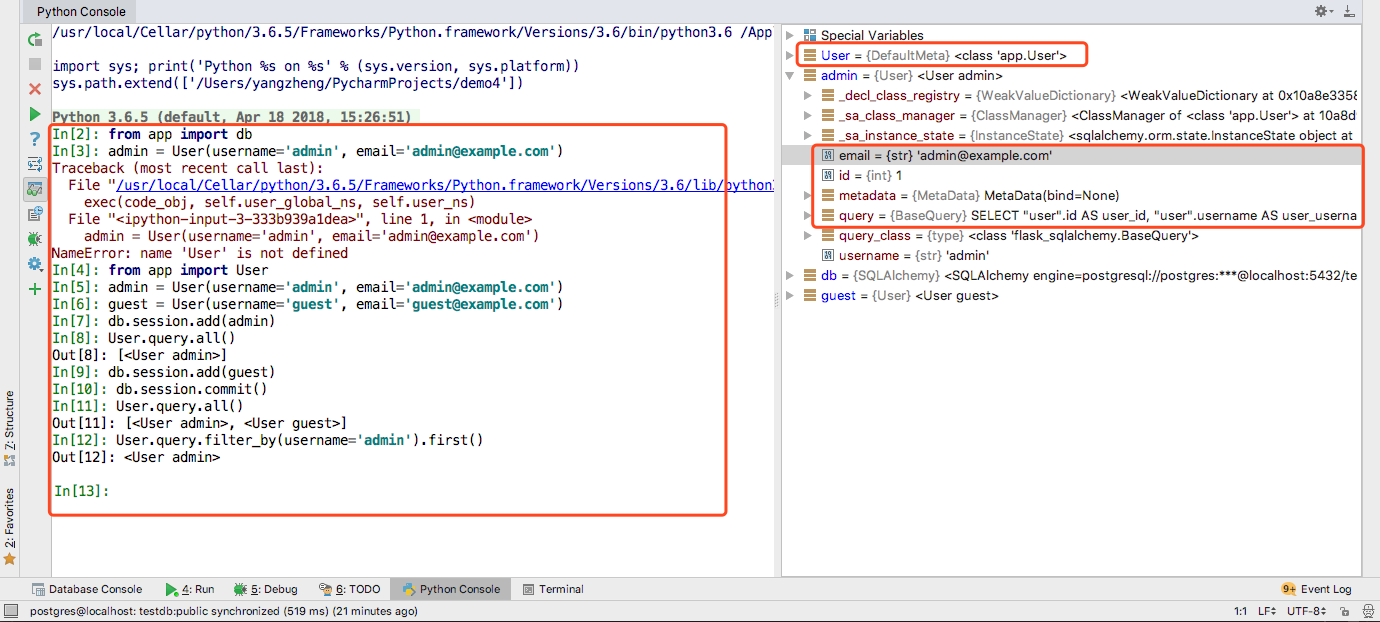 Python Console
/usr/local/Cellar/python/3.6.5/Frameworks/Python.framework/Versions/3.6/bin/python3.6 /App
import sys; print('Python %s on %s' % (sys.version, sys.platform))
sys.path.extend(['/Users/yangzheng/PycharmProjects/demo4'])
Python 3.6.5 (default, Apr 18 2018, 15:26:51)
In[2]: from app import db
In[3]: admin = User(username='admin', email='admin@example.com')
Traceback (most recent call last):
File "/usr/local/Cellar/python/3.6.5/Frameworks/Python.framework/Versions/3.6/lib/python3
exec(code_obj, self.user_global_ns, self.user_ns)
File "<ipython-input-3-333b939a1dea>", line 1, in <module>
admin = User(username='admin', email='admin@example.com')
NameError: name 'User' is not defined
In[4]: from app import User
In[5]: admin = User(username='admin', email='admin@example.com')
In[6]: guest = User(username='guest', email='guest@example.com')
In[7]: db.session.add(admin)
In[8]: User.query.all()
Out[8]: [<User admin>]
In[9]: db.session.add(guest)
In[10]: db.session.commit()
In[11]: User.query.all()
Out[11]: [<User admin>, <User guest>]
In[12]: User.query.filter_by(username='admin').first()
Out[12]: <User admin>
In[13]:
Special Variables
User = {DefaultMeta} <class 'app.User'>
admin = {User} <User admin>
_decl_class_registry = {WeakValueDictionary} <WeakValueDictionary at 0x10a8e3358
_sa_class_manager = {ClassManager} <ClassManager of <class 'app.User'> at 10a8d
_sa_instance_state = {InstanceState} <sqlalchemy.orm.state.InstanceState object at
email = {str} 'admin@example.com'
id = {int} 1
metadata = {MetaData} MetaData(bind=None)
query = {BaseQuery} SELECT "user".id AS user_id, "user".username AS user_userna
query_class = {type} <class 'flask_sqlalchemy.BaseQuery'>
username = {str} 'admin'
db = {SQLAlchemy} <SQLAlchemy engine=postgresql://postgres:***@localhost:5432/te
guest = {User} <User guest>
7: Structure
2: Favorites
Database Console
4: Run
5: Debug
6: TODO
Python Console
Terminal
9+ Event Log
postgres@localhost: testdb:public synchronized (519 ms) (21 minutes ago)
1:1 LF UTF-8